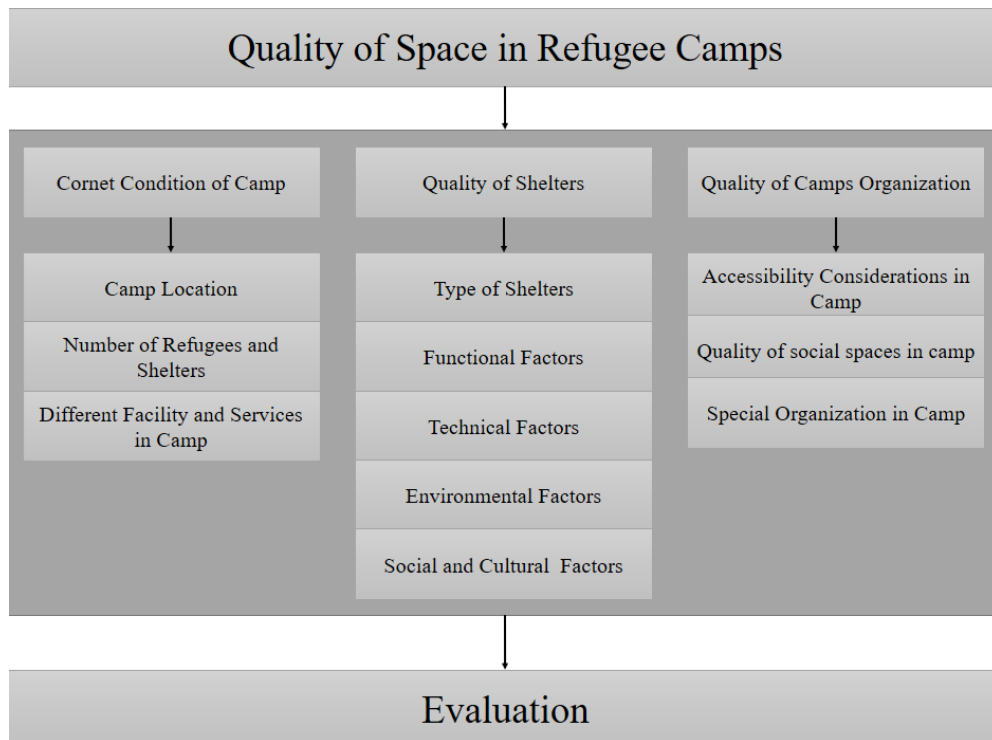 Quality of Space in Refugee Camps
Cornet Condition of Camp
Camp Location
Number of Refugees and
Shelters
Different Facility and Services
in Camp
Quality of Shelters
Type of Shelters
Functional Factors
Technical Factors
Environmental Factors
Social and Cultural Factors
Quality of Camps Organization
Accessibility Considerations in
Camp
Quality of social spaces in camp
Special Organization in Camp
Evaluation